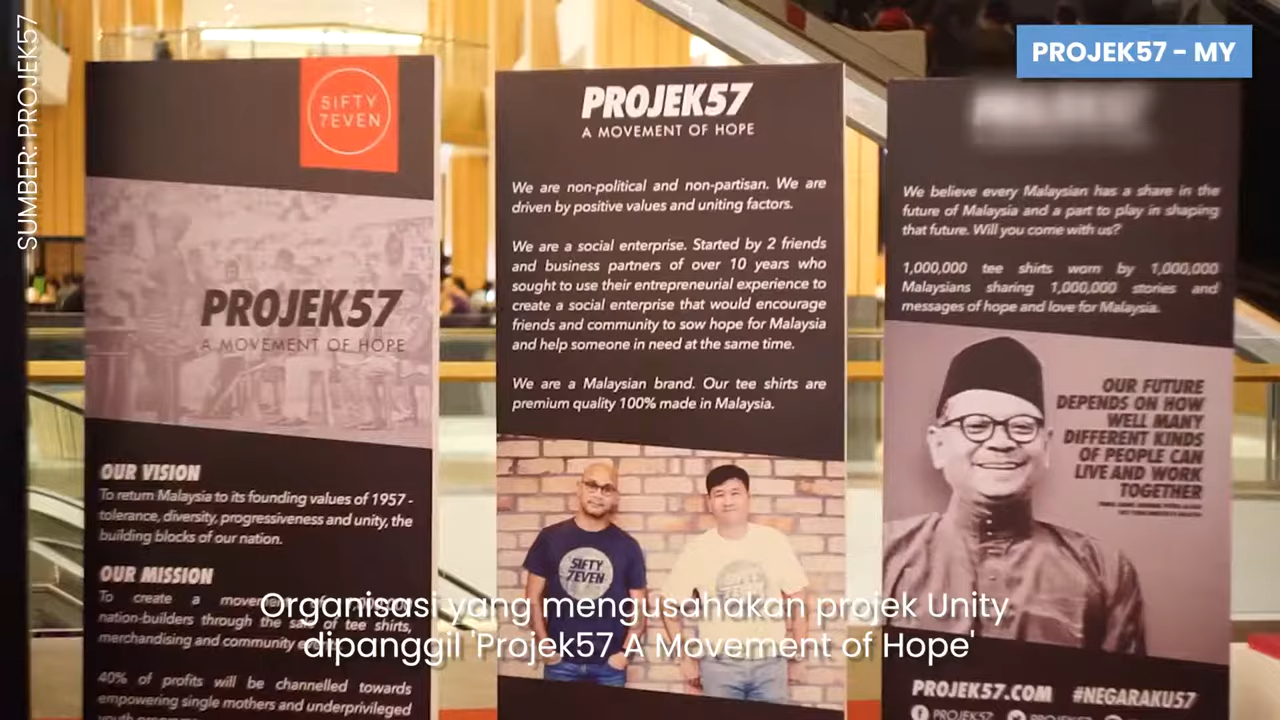 SUMBER: PROJEK57
PROJEK57 - MY
5IFTY
7EVEN
PROJEK57
A MOVEMENT OF HOPE
OUR VISION
To return Malaysia to its founding values of 1957 -
tolerance, diversity, progressiveness and unity, the
building blocks of our nation.
OUR MISSION
To create a movement of
nation-builders through the sale of tee shirts,
merchandising and community
40% of profits will be channelled towards
empowering single mothers and underprivileged
PROJEK57
A MOVEMENT OF HOPE
We are non-political and non-partisan. We are
driven by positive values and uniting factors.
We are a social enterprise. Started by 2 friends
and business partners of over 10 years who
sought to use their entrepreneurial experience to
create a social enterprise that would encourage
friends and community to sow hope for Malaysia
and help someone in need at the same time.
We are a Malaysian brand. Our tee shirts are
premium quality 100% made in Malaysia.
5IFTY
7EVEN
We believe every Malaysian has a share in the
future of Malaysia and a part to play in shaping
that future. Will you come with us?
1,000,000 tee shirts worn by 1,000,000
Malaysians sharing 1,000,000 stories and
messages of hope and love for Malaysia.
OUR FUTURE
DEPENDS ON HOW
WELL MANY
DIFFERENT KINDS
OF PEOPLE CAN
LIVE AND WORK
TOGETHER
PROJEK57.COM #NEGARAKU57
PROJEK57
Organisasi yang mengusahakan projek Unity
dipanggil 'Projek57 A Movement of Hope'